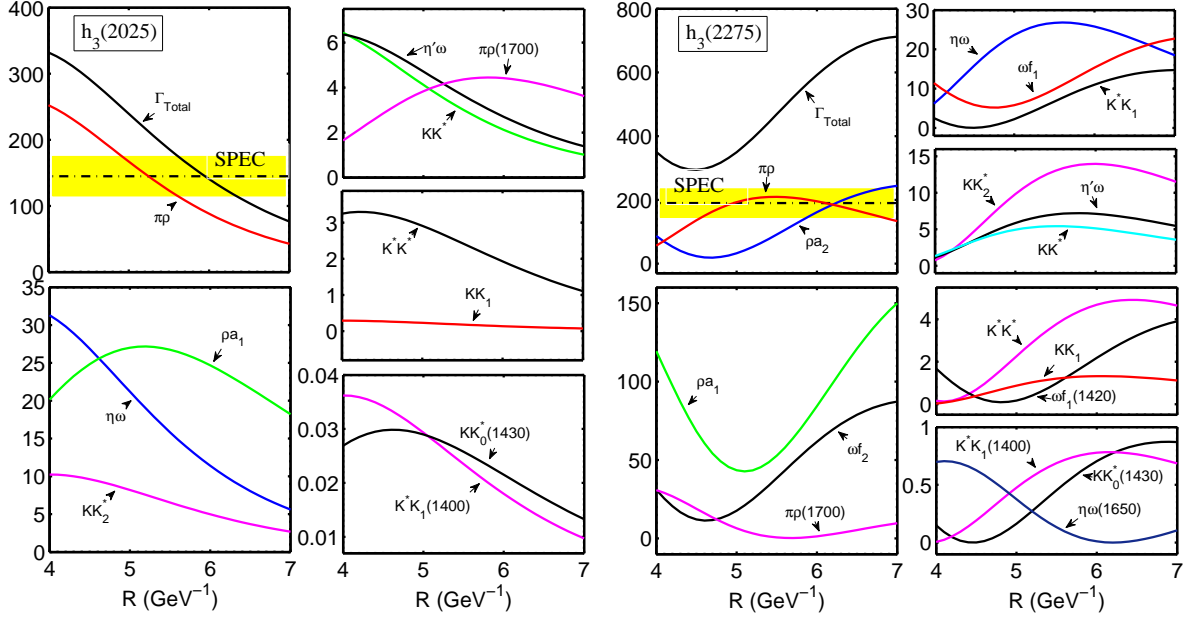 h₃(2025)
400
300
200
100
0
Γ_Total
SPEC
πρ
35
30
25
20
15
10
5
0
ρa₁
ηω
KK₂*
4
5
6
7
R (GeV⁻¹)
6
4
2
0
η′ω
πρ(1700)
KK*
3
2
1
0
K*K*
KK₁
0.04
0.03
0.02
0.01
KK₀*(1430)
K*K₁(1400)
4
5
6
7
R (GeV⁻¹)
h₃(2275)
800
600
400
200
0
Γ_Total
SPEC
πρ
ρa₂
150
100
50
0
ρa₁
ωf₂
πρ(1700)
4
5
6
7
R (GeV⁻¹)
30
20
10
0
ηω
ωf₁
K*K₁
15
10
5
0
KK₂*
η′ω
KK*
4
2
0
K*K*
KK₁
ωf₁(1420)
1
0.5
0
K*K₁(1400)
KK₀*(1430)
ηω(1650)
4
5
6
7
R (GeV⁻¹)